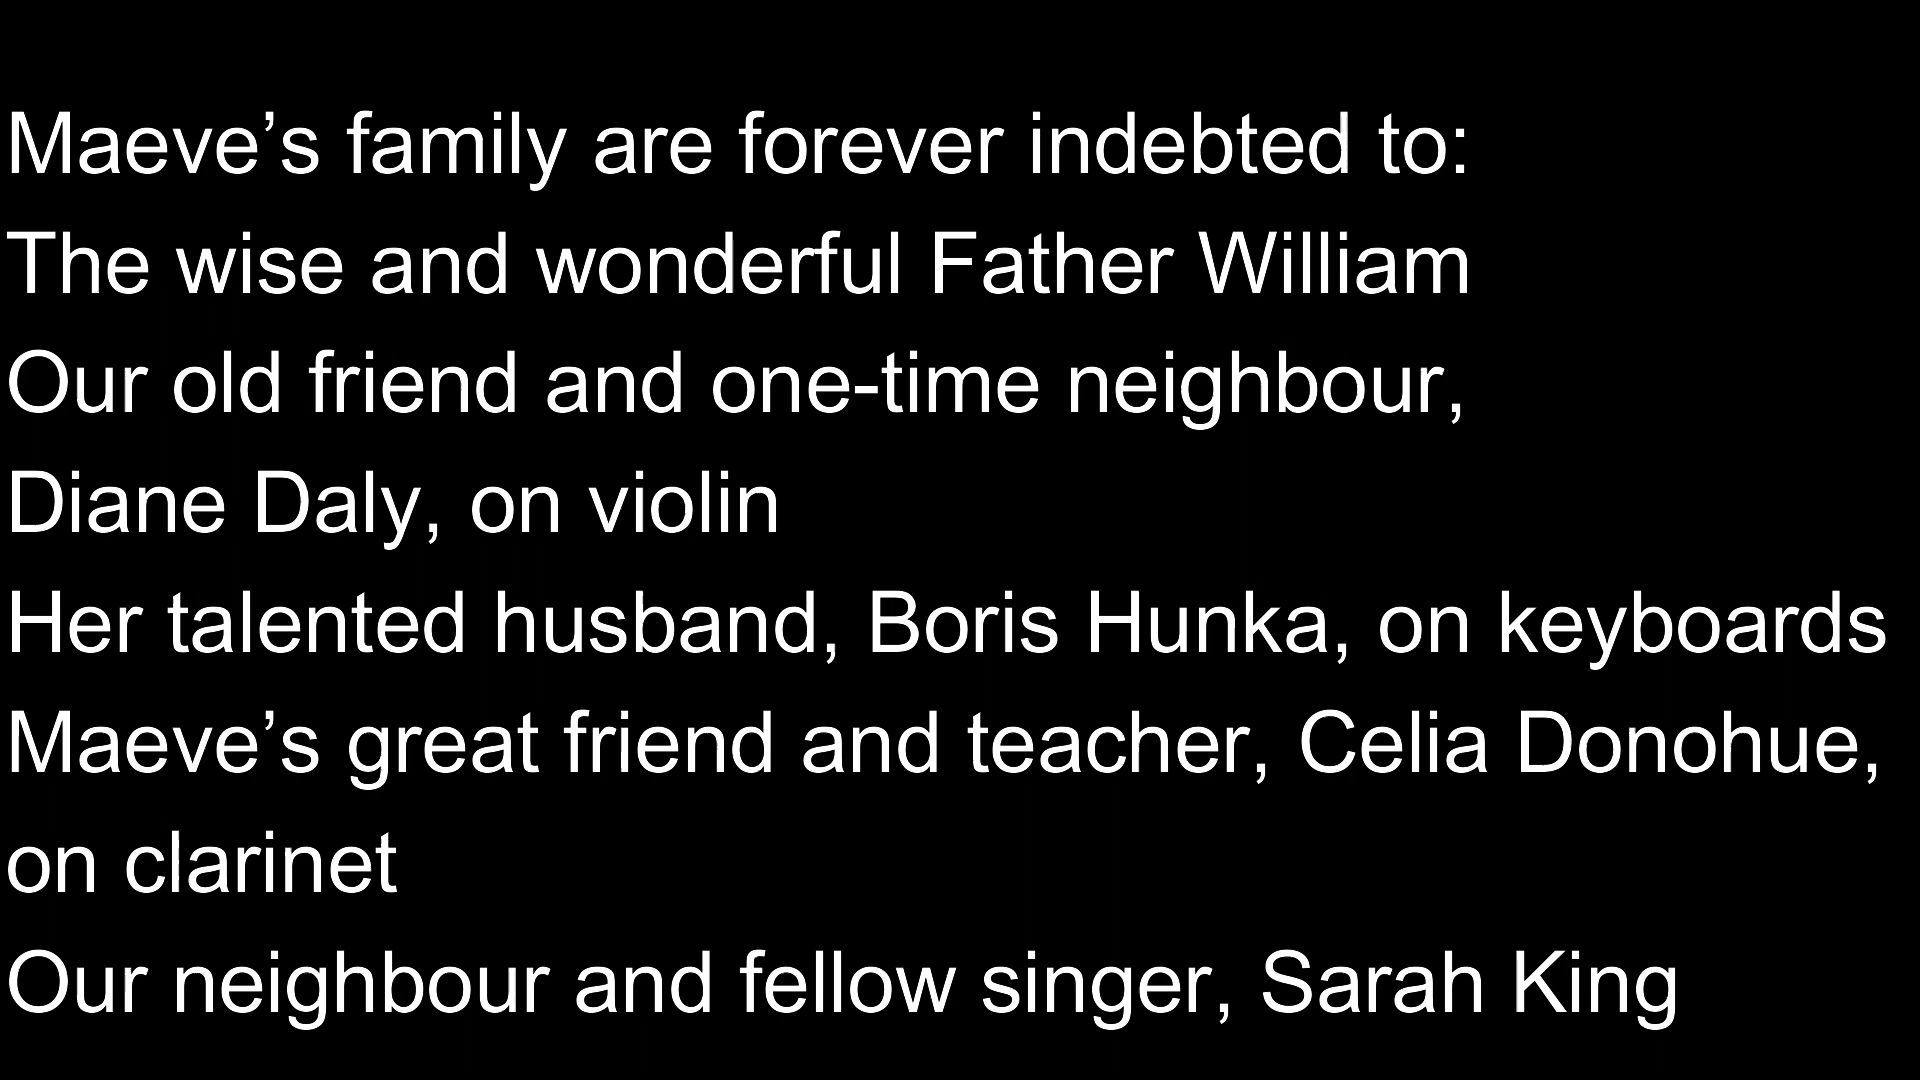 Maeve’s family are forever indebted to:
The wise and wonderful Father William
Our old friend and one-time neighbour,
Diane Daly, on violin
Her talented husband, Boris Hunka, on keyboards
Maeve’s great friend and teacher, Celia Donohue,
on clarinet
Our neighbour and fellow singer, Sarah King